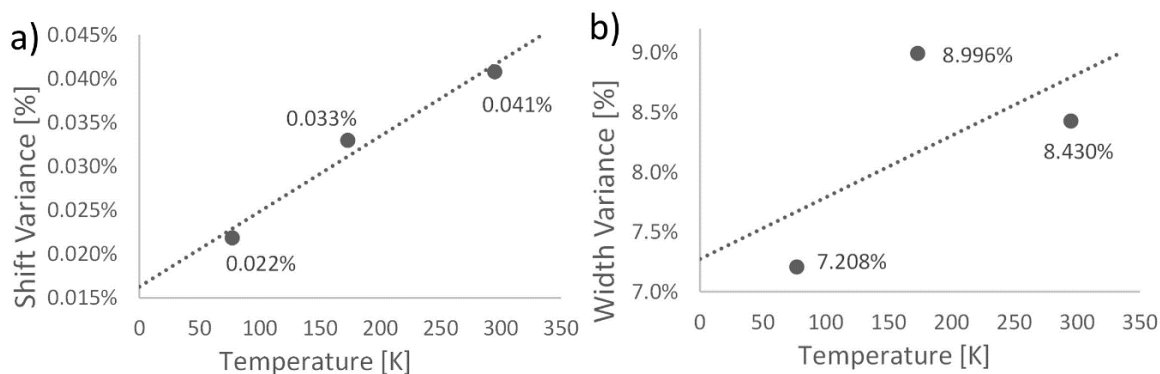 a)
Shift Variance [%]
0.045%
0.040%
0.035%
0.030%
0.025%
0.020%
0.015%
0.033%
0.041%
0.022%
0 50 100 150 200 250 300 350
Temperature [K]
b)
Width Variance [%]
9.0%
8.5%
8.0%
7.5%
7.0%
8.996%
8.430%
7.208%
0 50 100 150 200 250 300 350
Temperature [K]